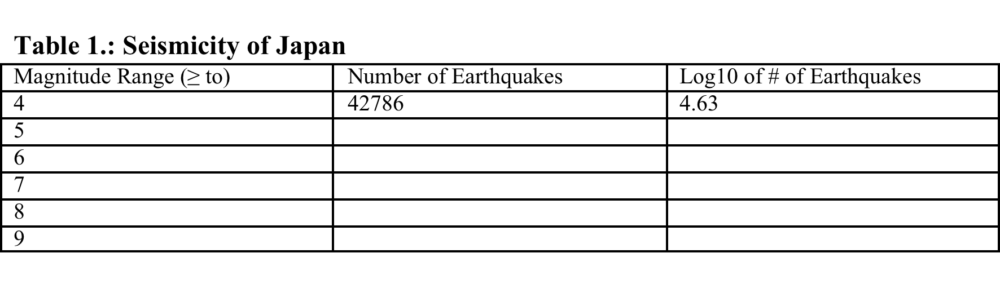 Table 1.: Seismicity of Japan
Magnitude Range (≥ to) Number of Earthquakes Log10 of # of Earthquakes
4 42786 4.63
5
6
7
8
9